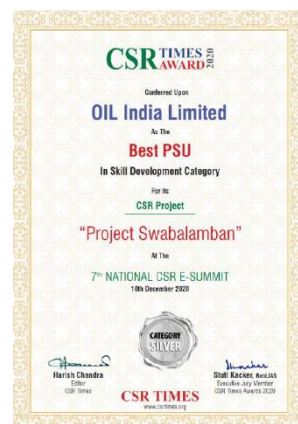 CSR TIMES
AWARD 2020
Conferred Upon
OIL India Limited
As The
Best PSU
In Skill Development Category
For its
CSR Project
"Project Swabalamban"
At The
7th NATIONAL CSR E-SUMMIT
10th December 2020
CATEGORY
SILVER
Harish Chandra
Editor
CSR Times
Stuti Kacker, Retd.IAS
Executive Jury Member
CSR Times Awards 2020
CSR TIMES
www.csrtimes.org